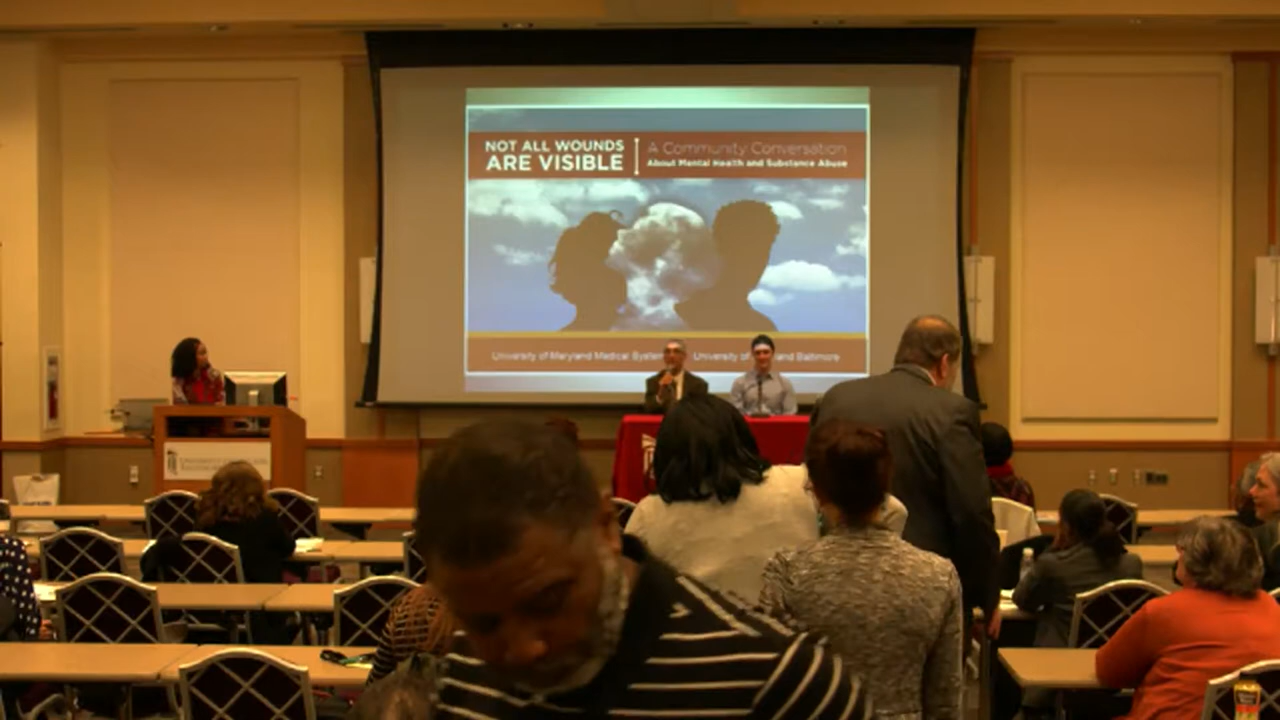 NOT ALL WOUNDS
ARE VISIBLE
A Community Conversation
About Mental Health and Substance Abuse
University of Maryland Medical System University of and Baltimore